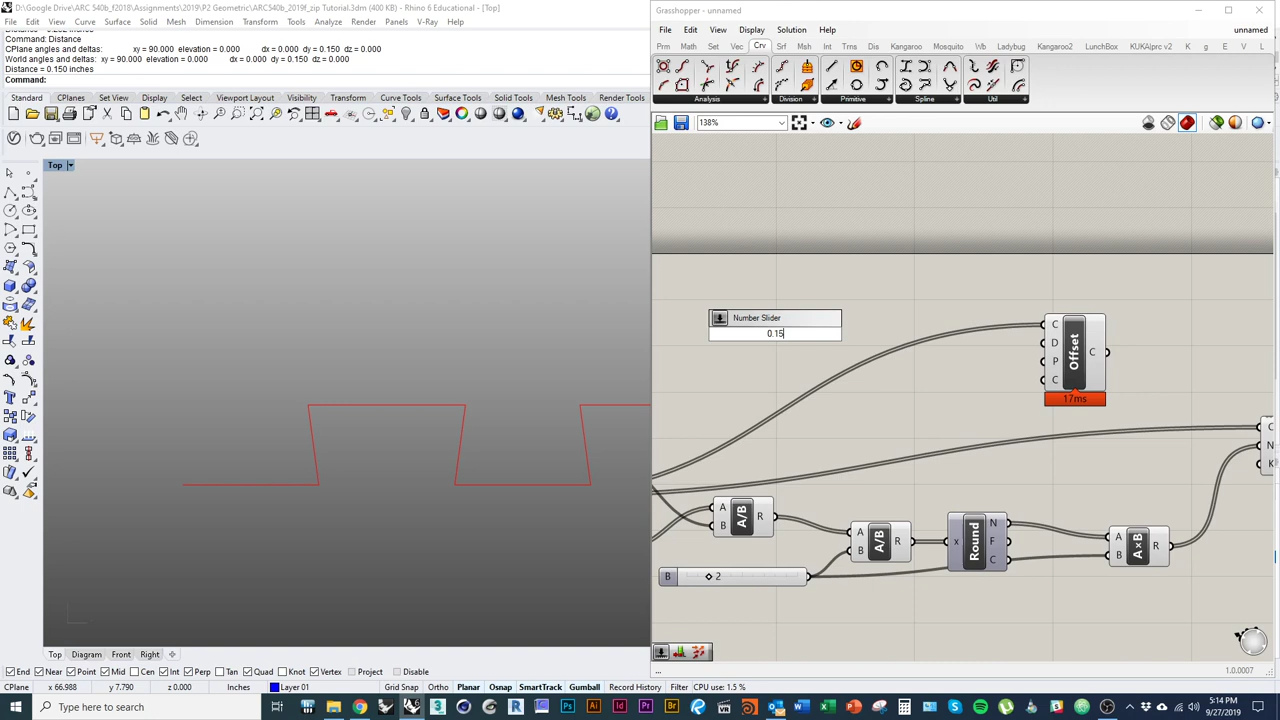 D:\Google Drive\ARC 540b_f2018\Assignments\2019\P2 Geometric\ARCS40b_2019f_zip Tutorial.3dm (400 KB) - Rhino 6 Educational - [Top]
File Edit View Curve Surface Solid Mesh Dimension Transform Tools Analyze Render Panels V-Ray Help
Command: Distance
CPlane angles and deltas: xy = 90.000 elevation = 0.000 dx = 0.000 dy = 0.150 dz = 0.000
World angles and deltas: xy = 90.000 elevation = 0.000 dx = 0.000 dy = 0.150 dz = 0.000
Distance = 0.150 inches
Command:
Standard CPlanes Set View Display Select Viewport Layout Visibility Transform Curve Tools Surface Tools Solid Tools Mesh Tools Render Tools
Top
Top Diagram Front Right
End Near Point Mid Cen Int Perp Tan Quad Knot Vertex Project Disable
CPlane x 66.988 y 7.790 z 0.000 Inches Layer 01 Grid Snap Ortho Planar Osnap SmartTrack Gumball Record History Filter CPU use: 1.5 %
Grasshopper - unnamed
File Edit View Display Solution Help unnamed
Prm Math Set Vec Crv Srf Msh Int Trns Dis Kangaroo Mosquito Wb Ladybug Kangaroo2 LunchBox KUKA|prc v2 K g E V L
Analysis Division Primitive Spline Util
138%
Number Slider
0.15
C
D
P
C
Offset
C
17ms
C
N
K
A
B
A/B
R
A
B
A/B
R
x
Round
N
F
C
A
B
A×B
R
B 2
...
1.0.0007
Type here to search
5:14 PM
9/27/2019